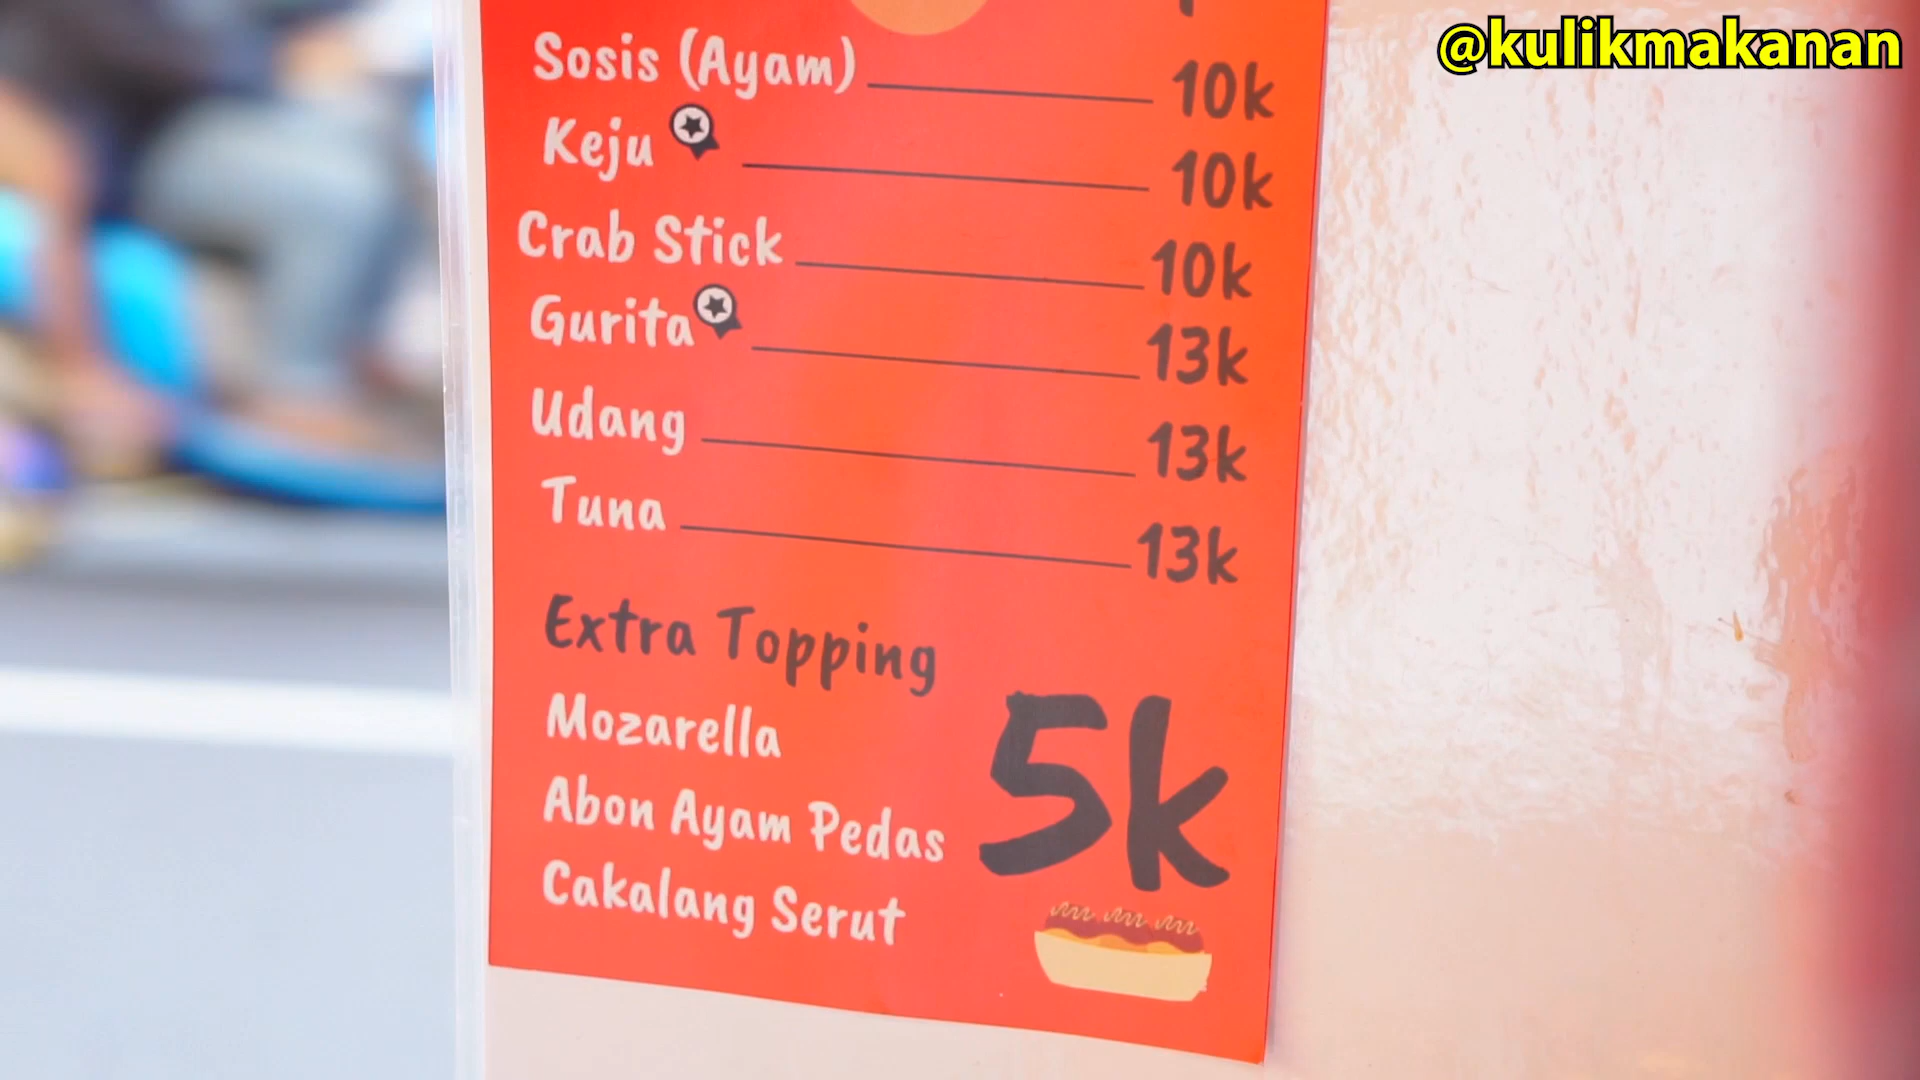 @kulikmakanan
Sosis (Ayam) 10k
Keju 10k
Crab Stick 10k
Gurita 13k
Udang 13k
Tuna 13k
Extra Topping
Mozarella
Abon Ayam Pedas
Cakalang Serut
5k